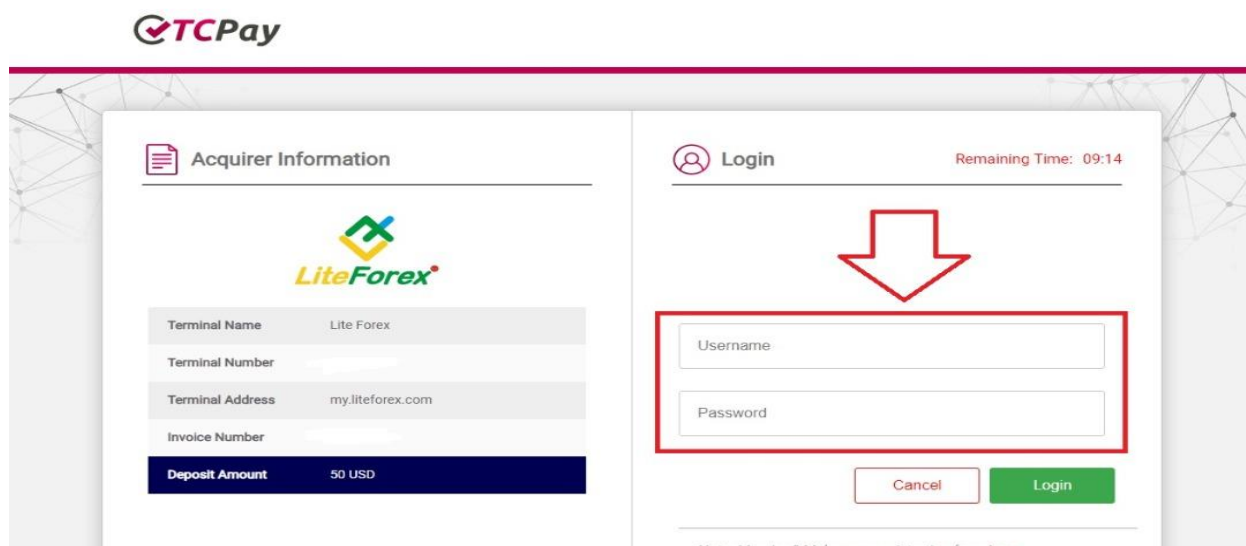 TCPay
Acquirer Information
LiteForex
Terminal Name Lite Forex
Terminal Number
Terminal Address my.liteforex.com
Invoice Number
Deposit Amount 50 USD
Login Remaining Time: 09:14
Username
Password
Cancel Login